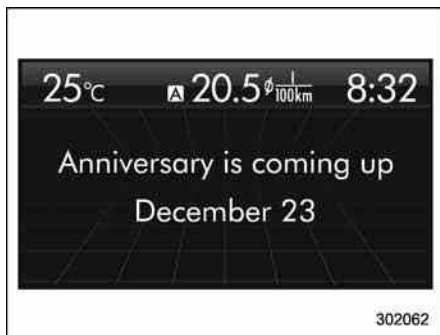 25°C A 20.5 ø l/100km 8:32
Anniversary is coming up
December 23
302062